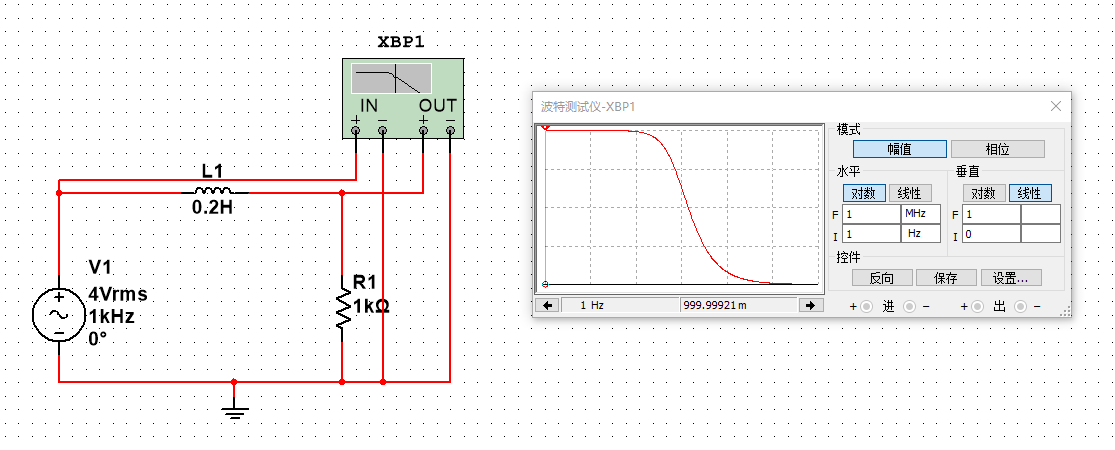 XBP1
IN OUT
+ − + −
L1
0.2H
V1
4Vrms
1kHz
0°
+
−
R1
1kΩ
波特测试仪-XBP1
模式
幅值 相位
水平 垂直
对数 线性 对数 线性
F 1 MHz F 1
I 1 Hz I 0
控件
反向 保存 设置...
1 Hz 999.99921 m
+ 进 − + 出 −